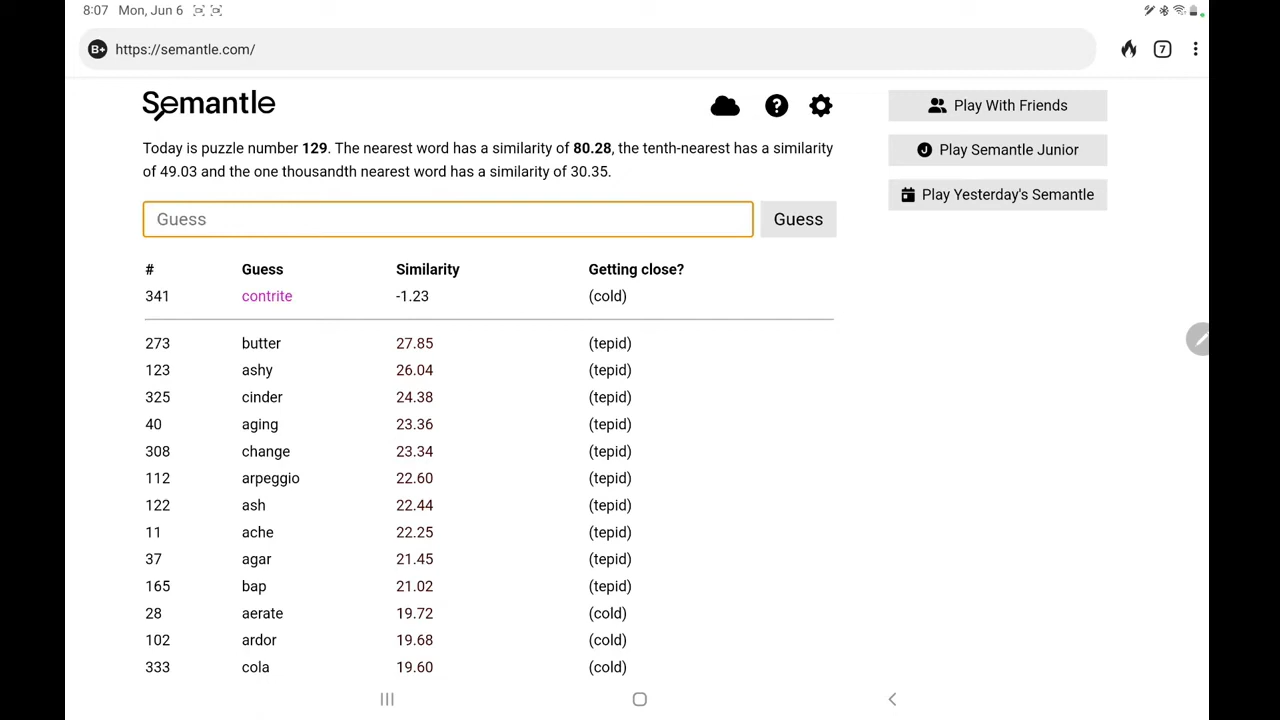 8:07 Mon, Jun 6
B+ https://semantle.com/ 7
Semantle
Play With Friends
Today is puzzle number 129. The nearest word has a similarity of 80.28, the tenth-nearest has a similarity
of 49.03 and the one thousandth nearest word has a similarity of 30.35.
J Play Semantle Junior
Play Yesterday's Semantle
Guess Guess
# Guess Similarity Getting close?
341 contrite -1.23 (cold)
273 butter 27.85 (tepid)
123 ashy 26.04 (tepid)
325 cinder 24.38 (tepid)
40 aging 23.36 (tepid)
308 change 23.34 (tepid)
112 arpeggio 22.60 (tepid)
122 ash 22.44 (tepid)
11 ache 22.25 (tepid)
37 agar 21.45 (tepid)
165 bap 21.02 (tepid)
28 aerate 19.72 (cold)
102 ardor 19.68 (cold)
333 cola 19.60 (cold)